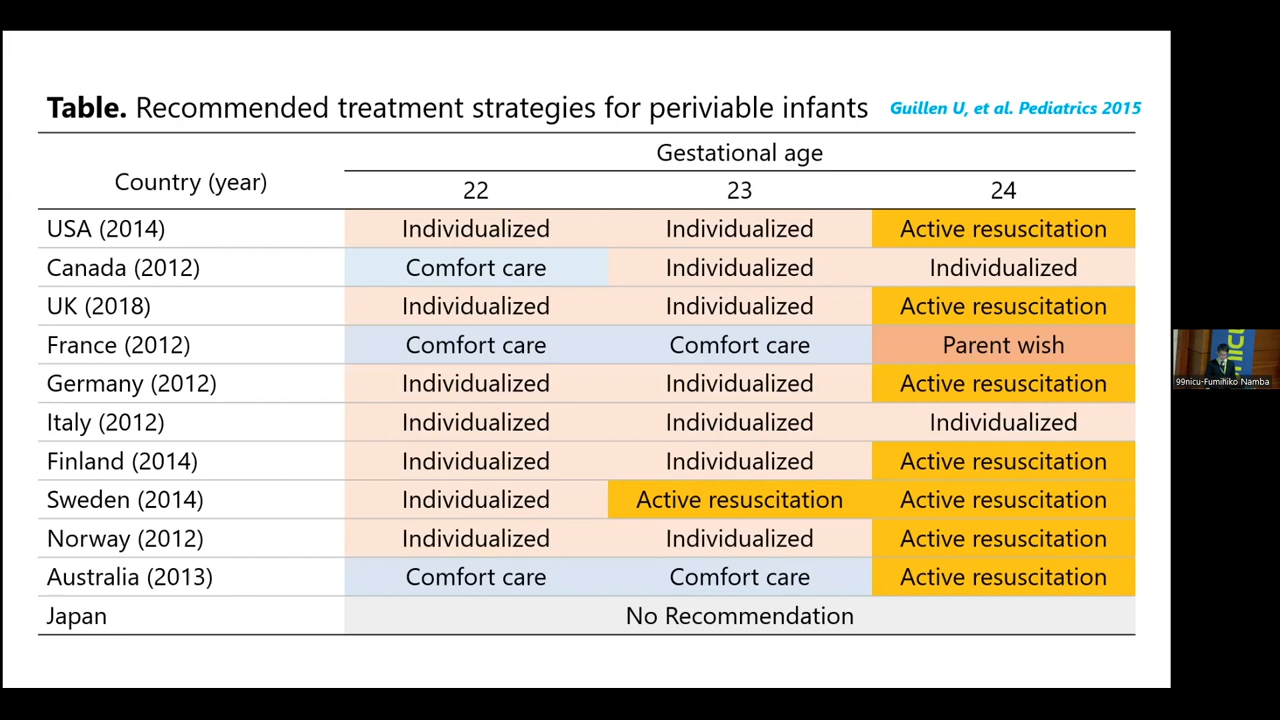 Table. Recommended treatment strategies for periviable infants Guillen U, et al. Pediatrics 2015
Country (year) Gestational age
22 23 24
USA (2014) Individualized Individualized Active resuscitation
Canada (2012) Comfort care Individualized Individualized
UK (2018) Individualized Individualized Active resuscitation
France (2012) Comfort care Comfort care Parent wish
Germany (2012) Individualized Individualized Active resuscitation
Italy (2012) Individualized Individualized Individualized
Finland (2014) Individualized Individualized Active resuscitation
Sweden (2014) Individualized Active resuscitation Active resuscitation
Norway (2012) Individualized Individualized Active resuscitation
Australia (2013) Comfort care Comfort care Active resuscitation
Japan No Recommendation
99nicu-Fumihiko Namba